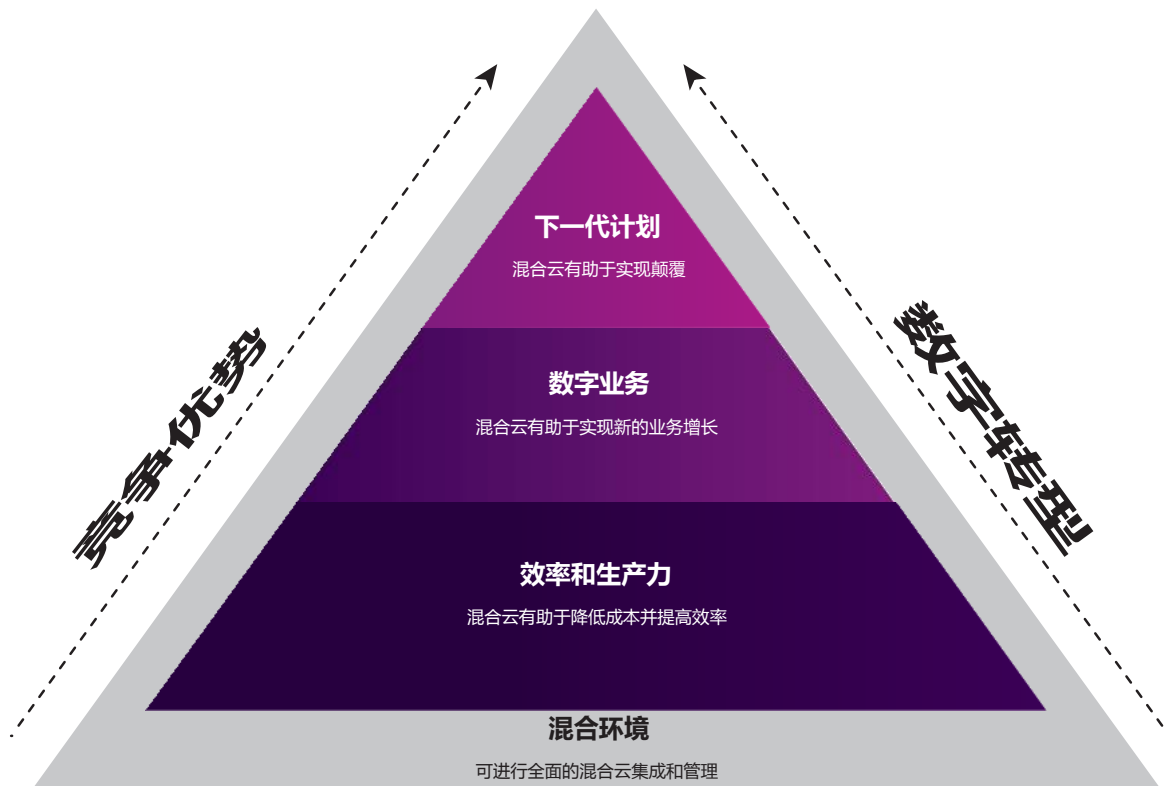 下一代计划
混合云有助于实现颠覆
竞争优势
数字转型
数字业务
混合云有助于实现新的业务增长
效率和生产力
混合云有助于降低成本并提高效率
混合环境
可进行全面的混合云集成和管理